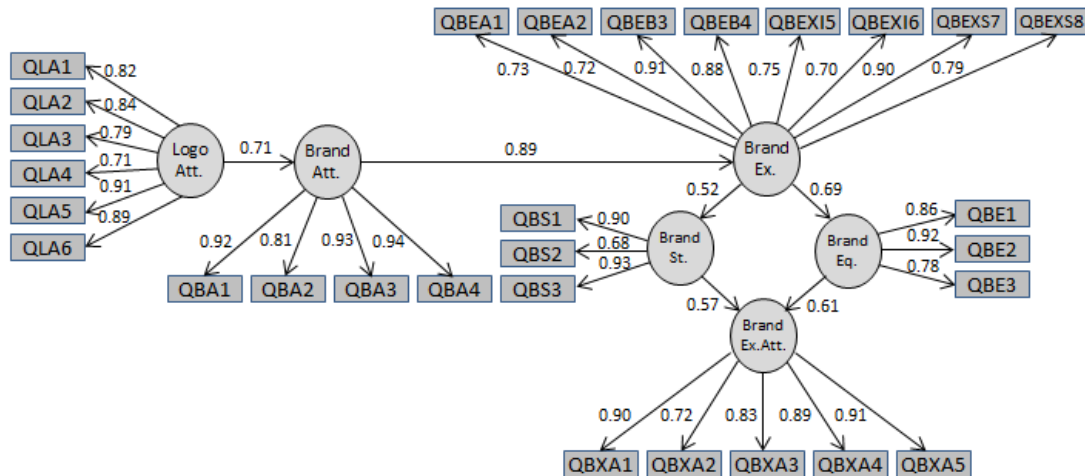 QBEA1 QBEA2 QBEB3 QBEB4 QBEXI5 QBEXI6 QBEXS7 QBEXS8
0.73 0.72 0.91 0.88 0.75 0.70 0.90 0.79
QLA1 0.82
QLA2 0.84
QLA3 0.79
QLA4 0.71
QLA5 0.91
QLA6 0.89
Logo
Att.
0.71
Brand
Att.
0.89
Brand
Ex.
0.92 0.81 0.93 0.94
QBA1 QBA2 QBA3 QBA4
0.52 0.69
QBS1 0.90
QBS2 0.68
QBS3 0.93
Brand
St.
Brand
Eq.
0.86 QBE1
0.92 QBE2
0.78 QBE3
0.57 0.61
Brand
Ex.Att.
0.90 0.72 0.83 0.89 0.91
QBXA1 QBXA2 QBXA3 QBXA4 QBXA5